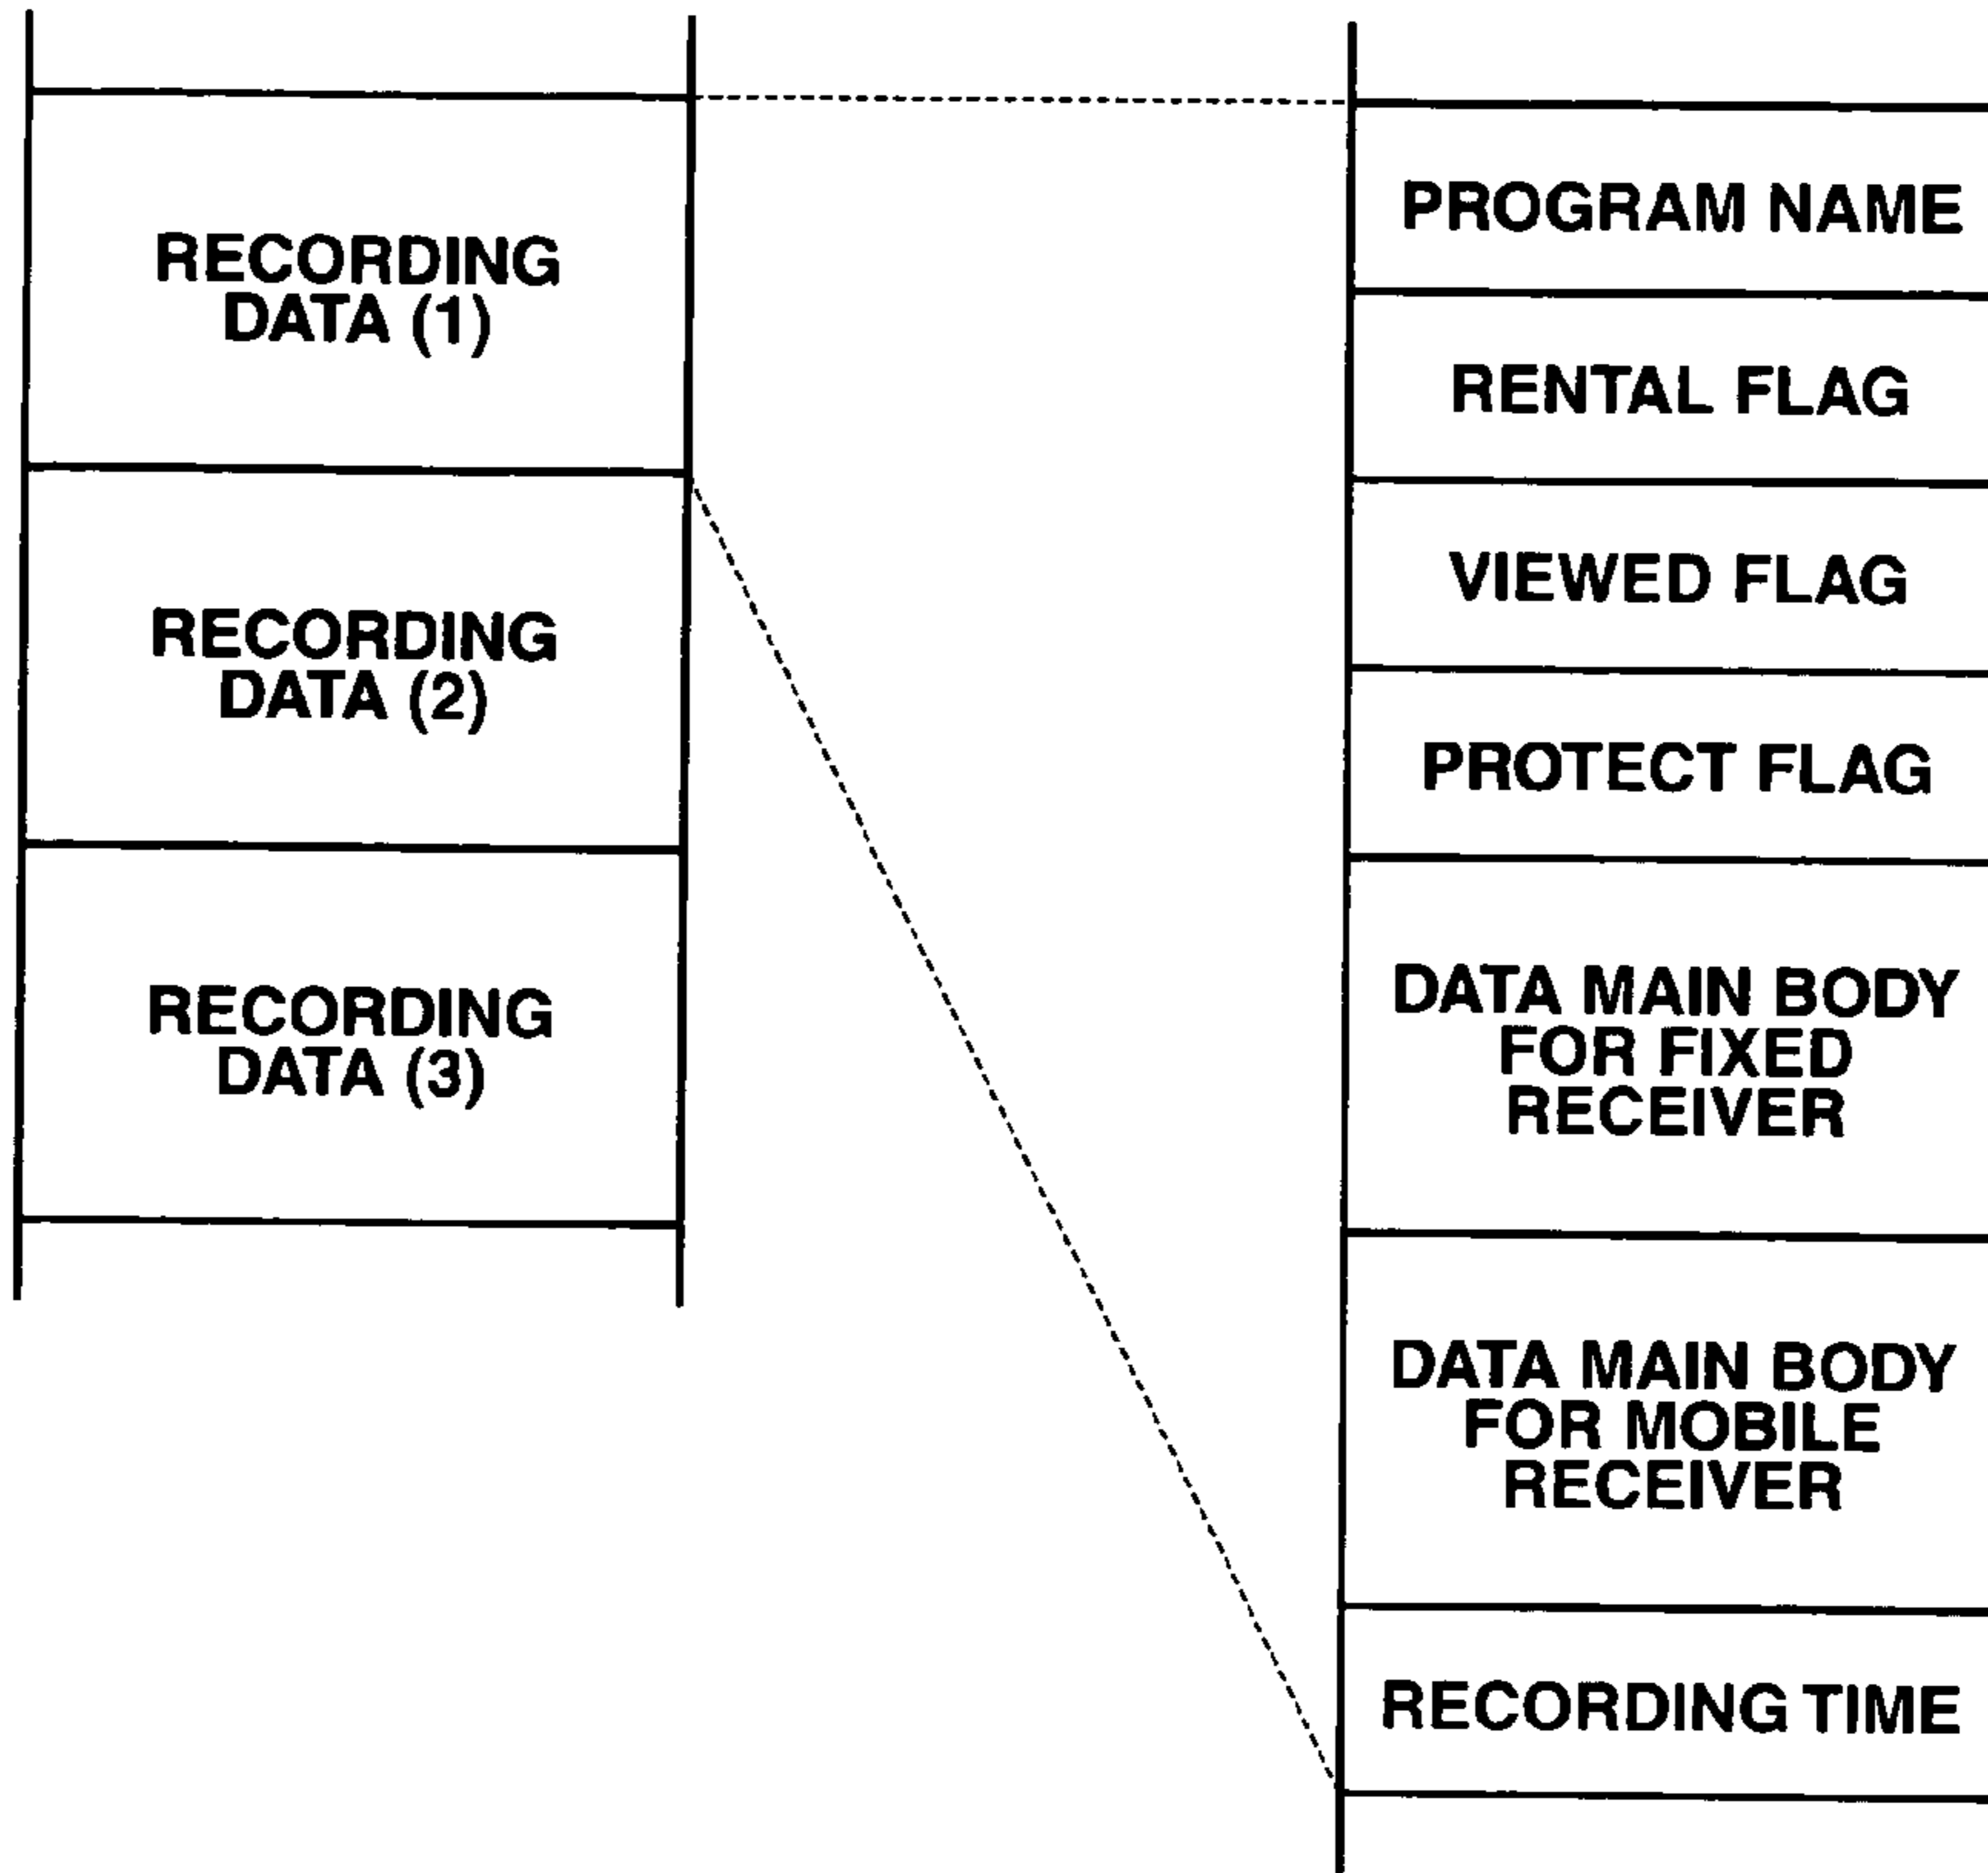 RECORDING
DATA (1)
RECORDING
DATA (2)
RECORDING
DATA (3)
PROGRAM NAME
RENTAL FLAG
VIEWED FLAG
PROTECT FLAG
DATA MAIN BODY
FOR FIXED
RECEIVER
DATA MAIN BODY
FOR MOBILE
RECEIVER
RECORDING TIME